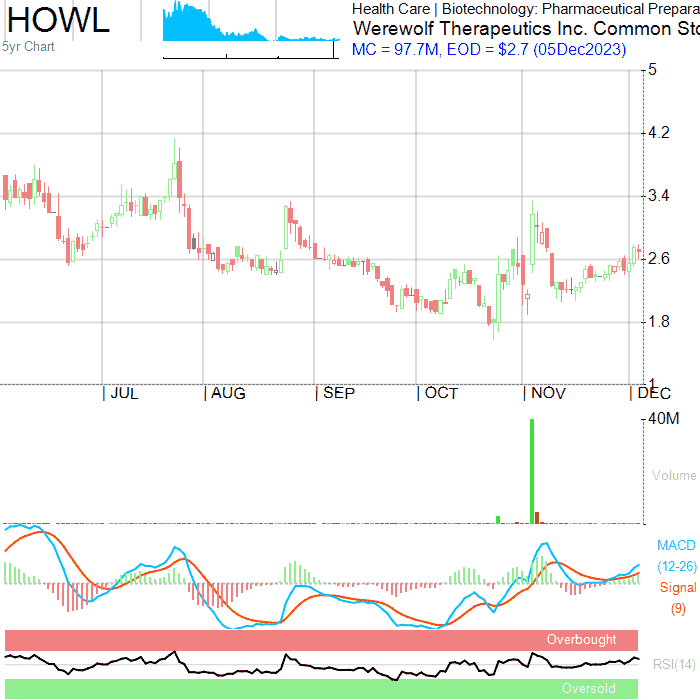 HOWL
5yr Chart
Health Care | Biotechnology: Pharmaceutical Prepara
Werewolf Therapeutics Inc. Common Sto
MC = 97.7M, EOD = $2.7 (05Dec2023)
5
4.2
3.4
2.6
1.8
1
JUL
AUG
SEP
OCT
NOV
DEC
40M
Volume
MACD
(12-26)
Signal
(9)
Overbought
RSI(14)
Oversold